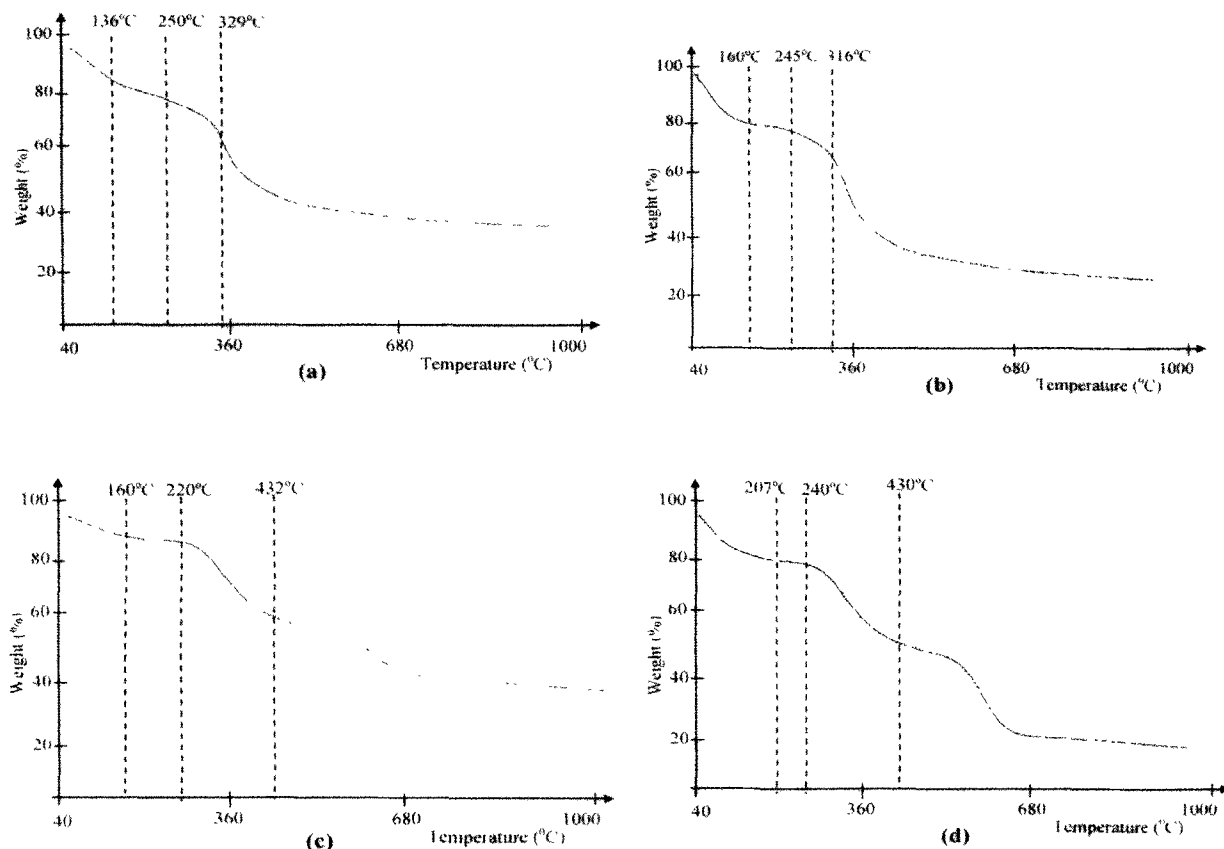 136°C 250°C 329°C
100
80
60
40
20
Weight (%)
40 360 680 1000
Temperature (°C)
(a)
160°C 245°C 316°C
100
80
60
40
20
Weight (%)
40 360 680 1000
Temperature (°C)
(b)
160°C 220°C 432°C
100
80
60
40
20
Weight (%)
40 360 680 1000
Temperature (°C)
(c)
207°C 240°C 430°C
100
80
60
40
20
Weight (%)
40 360 680 1000
Temperature (°C)
(d)